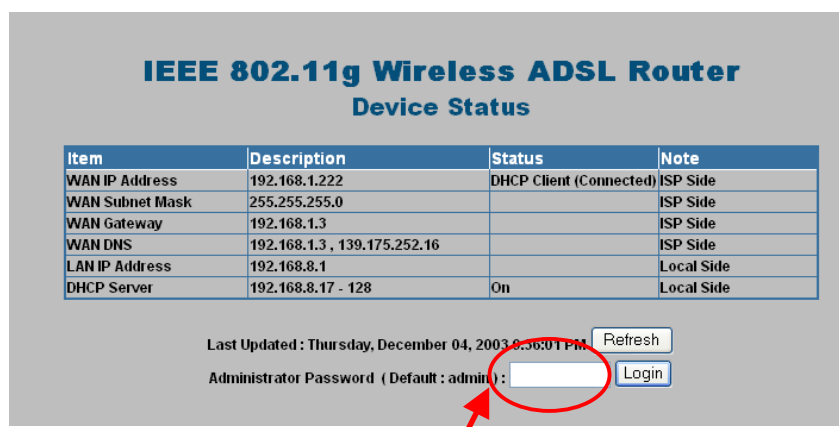 IEEE 802.11g Wireless ADSL Router
Device Status
Item Description Status Note
WAN IP Address 192.168.1.222 DHCP Client (Connected) ISP Side
WAN Subnet Mask 255.255.255.0 ISP Side
WAN Gateway 192.168.1.3 ISP Side
WAN DNS 192.168.1.3 , 139.175.252.16 ISP Side
LAN IP Address 192.168.8.1 Local Side
DHCP Server 192.168.8.17 - 128 On Local Side
Last Updated : Thursday, December 04, 2003 PM Refresh
Administrator Password ( Default : admin ) : Login